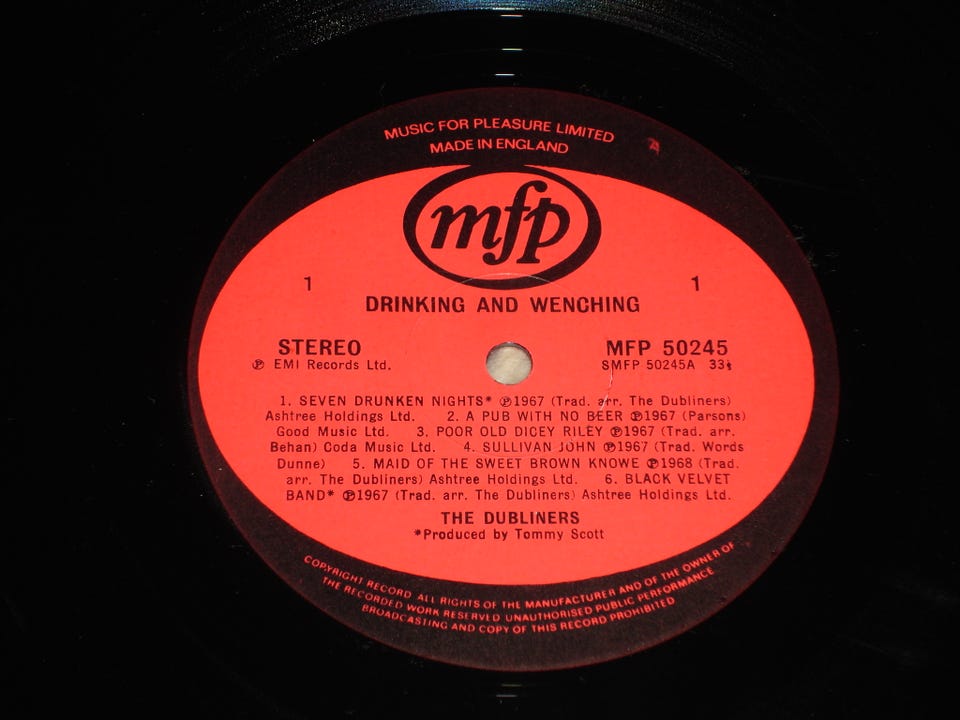 MUSIC FOR PLEASURE LIMITED
MADE IN ENGLAND
A
mfp
1 1
DRINKING AND WENCHING
STEREO MFP 50245
Ⓟ EMI Records Ltd. SMFP 50245A 33⅓
1. SEVEN DRUNKEN NIGHTS* Ⓟ1967 (Trad. arr. The Dubliners)
Ashtree Holdings Ltd. 2. A PUB WITH NO BEER Ⓟ1967 (Parsons)
Good Music Ltd. 3. POOR OLD DICEY RILEY Ⓟ1967 (Trad. arr.
Behan) Coda Music Ltd. 4. SULLIVAN JOHN Ⓟ1967 (Trad. Words
Dunne) 5. MAID OF THE SWEET BROWN KNOWE Ⓟ1968 (Trad.
arr. The Dubliners) Ashtree Holdings Ltd. 6. BLACK VELVET
BAND* Ⓟ1967 (Trad. arr. The Dubliners) Ashtree Holdings Ltd.
THE DUBLINERS
*Produced by Tommy Scott
COPYRIGHT RECORD ALL RIGHTS OF THE MANUFACTURER AND OF THE OWNER OF
THE RECORDED WORK RESERVED UNAUTHORISED PUBLIC PERFORMANCE
BROADCASTING AND COPY OF THIS RECORD PROHIBITED